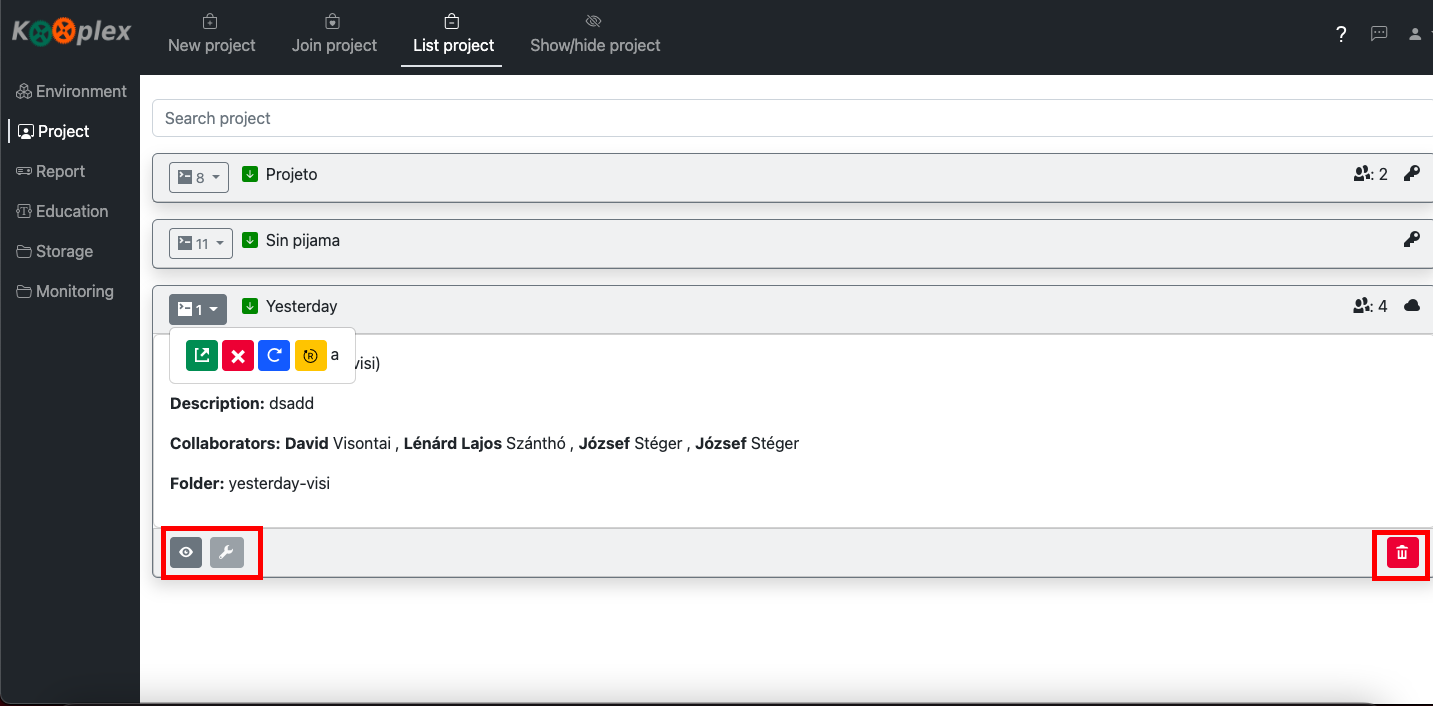 Kooplex
New project
Join project
List project
Show/hide project
?
Environment
Project
Report
Education
Storage
Monitoring
Search project
8
Projeto
: 2
11
Sin pijama
1
Yesterday
: 4
R
a
visi)
Description: dsadd
Collaborators: David Visontai , Lénárd Lajos Szánthó , József Stéger , József Stéger
Folder: yesterday-visi